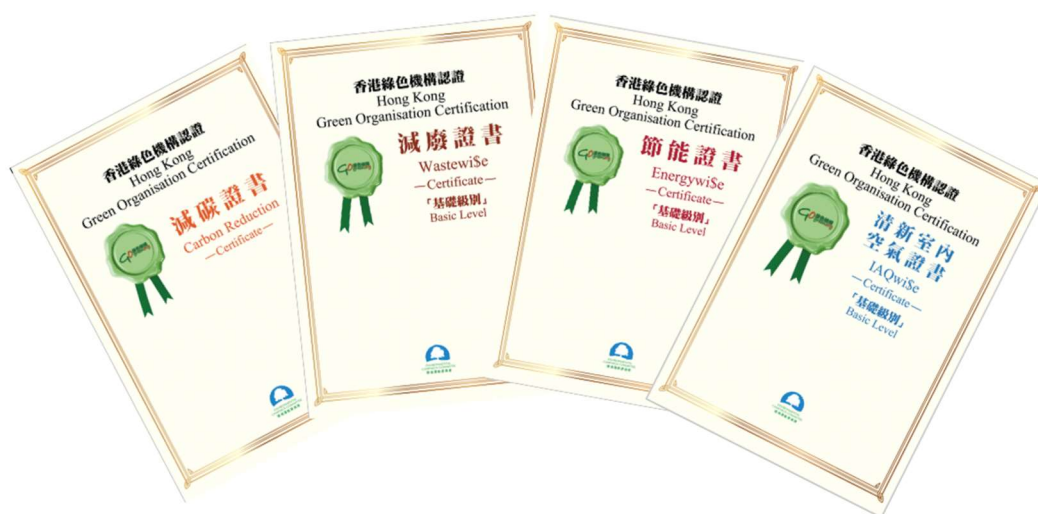 香港綠色機構認證
Hong Kong
Green Organisation Certification
減碳證書
Carbon Reduction
—Certificate—
香港綠色機構認證
Hong Kong
Green Organisation Certification
減廢證書
Wastewi$e
—Certificate—
「基礎級別」
Basic Level
香港綠色機構認證
Hong Kong
Green Organisation Certification
節能證書
Energywi$e
—Certificate—
「基礎級別」
Basic Level
香港綠色機構認證
Hong Kong
Green Organisation Certification
清新室內
空氣證書
IAQwi$e
—Certificate—
「基礎級別」
Basic Level